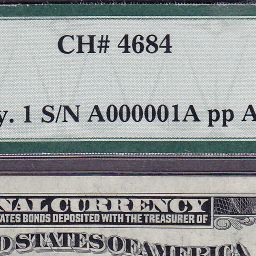 CH# 4684
y. 1 S/N A000001A pp A
NAL CURRENCY
ATES BONDS DEPOSITED WITH THE TREASURER OF
D STATES OF AMERICA